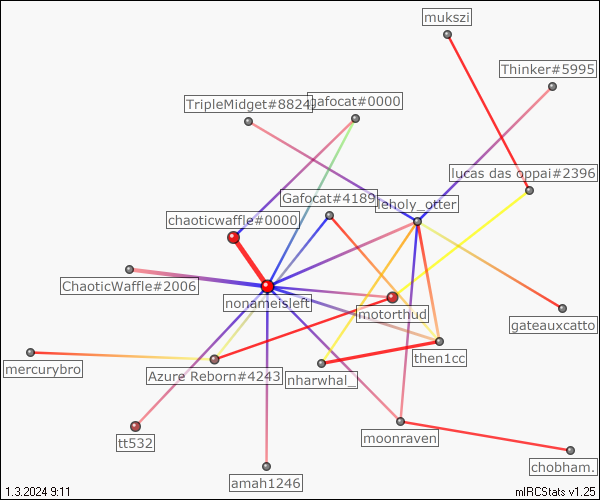 mukszi
Thinker#5995
TripleMidget#8824
gafocat#0000
lucas das oppai#2396
Gafocat#4189
leholy_otter
chaoticwaffle#0000
ChaoticWaffle#2006
nonameisleft
motorthud
gateauxcatto
then1cc
mercurybro
Azure Reborn#4243
nharwhal_
tt532
moonraven
chobham.
amah1246
1.3.2024 9:11
mIRCStats v1.25